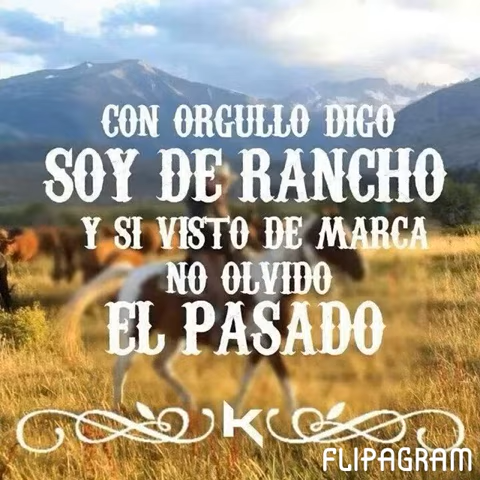 CON ORGULLO DIGO
SOY DE RANCHO
Y SI VISTO DE MARCA
NO OLVIDO
EL PASADO
K
FLIPAGRAM